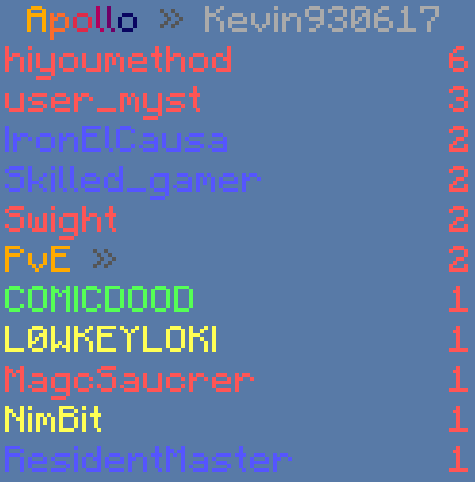 Apollo » Kevin930617
hiyoumethod 6
user_myst 3
IronElCausa 2
Skilled_gamer 2
Swight 2
PvE » 2
COMICDOOD 1
L0WKEYLOKI 1
MagcSaucrer 1
NimBit 1
ResidentMaster 1